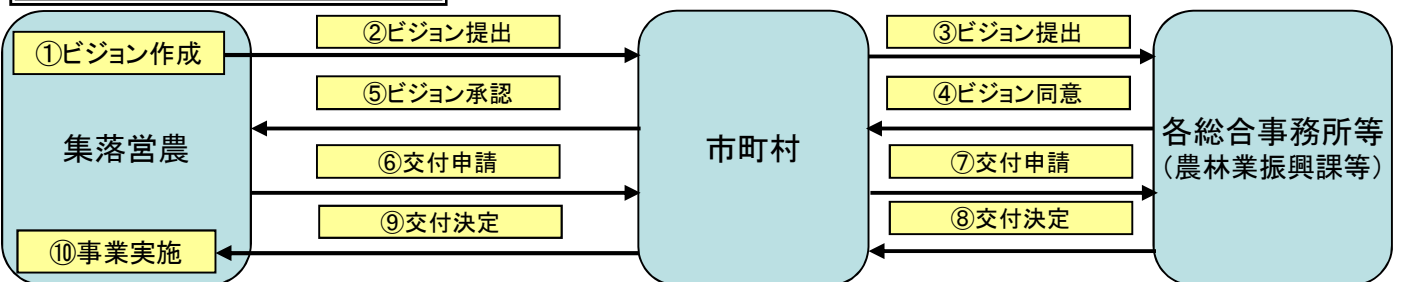 ①ビジョン作成
②ビジョン提出
③ビジョン提出
⑤ビジョン承認
④ビジョン同意
集落営農
市町村
各総合事務所等
（農林業振興課等）
⑥交付申請
⑦交付申請
⑨交付決定
⑧交付決定
⑩事業実施